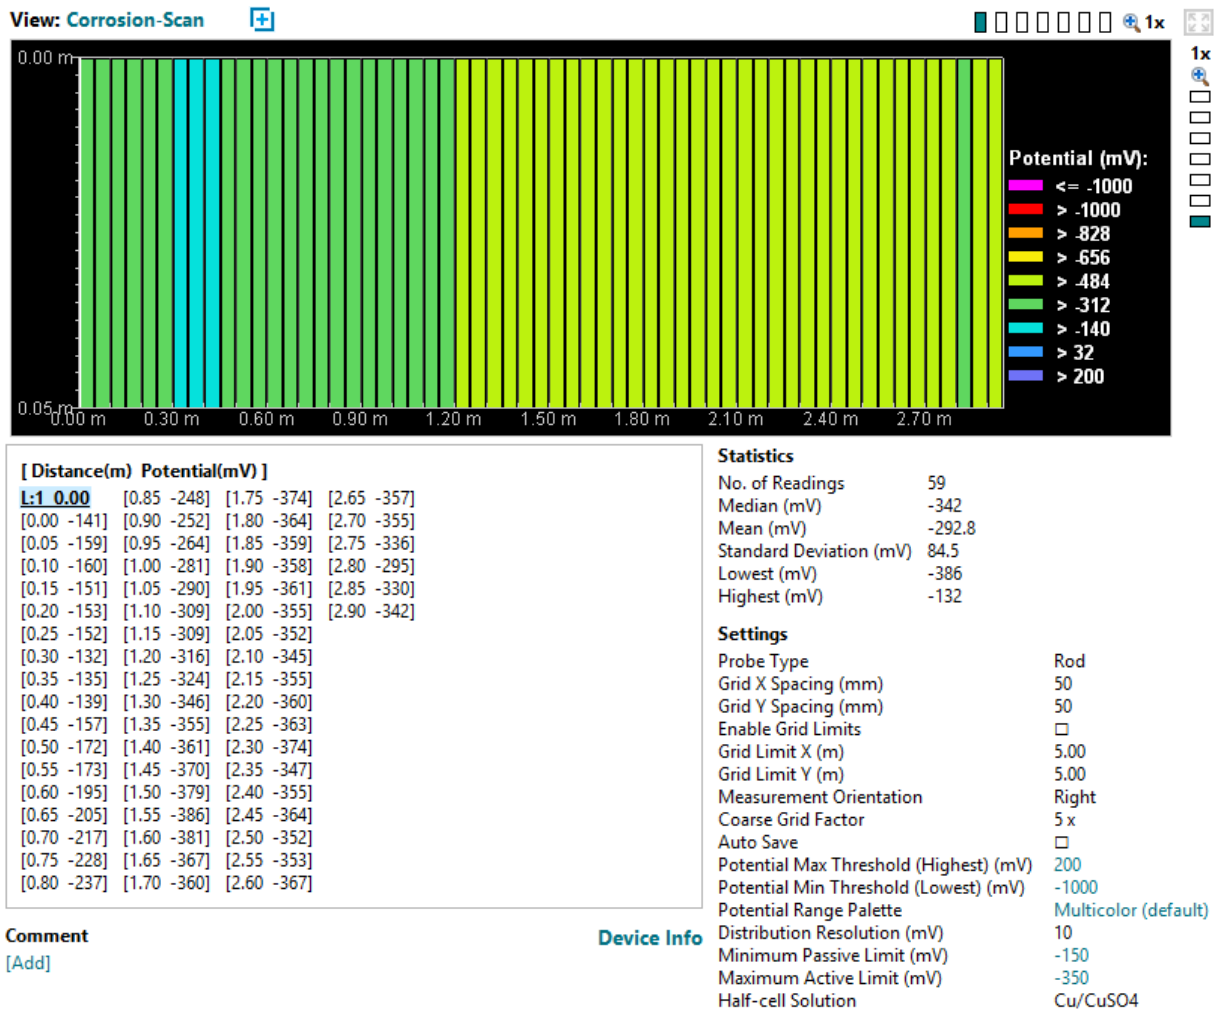 View: Corrosion-Scan
1x
1x
0.00 m
0.05 m
0.00 m 0.30 m 0.60 m 0.90 m 1.20 m 1.50 m 1.80 m 2.10 m 2.40 m 2.70 m
Potential (mV):
<= -1000
> -1000
> -828
> -656
> -484
> -312
> -140
> 32
> 200
[ Distance(m) Potential(mV) ]
L:1 0.00 [0.85 -248] [1.75 -374] [2.65 -357]
[0.00 -141] [0.90 -252] [1.80 -364] [2.70 -355]
[0.05 -159] [0.95 -264] [1.85 -359] [2.75 -336]
[0.10 -160] [1.00 -281] [1.90 -358] [2.80 -295]
[0.15 -151] [1.05 -290] [1.95 -361] [2.85 -330]
[0.20 -153] [1.10 -309] [2.00 -355] [2.90 -342]
[0.25 -152] [1.15 -309] [2.05 -352]
[0.30 -132] [1.20 -316] [2.10 -345]
[0.35 -135] [1.25 -324] [2.15 -355]
[0.40 -139] [1.30 -346] [2.20 -360]
[0.45 -157] [1.35 -355] [2.25 -363]
[0.50 -172] [1.40 -361] [2.30 -374]
[0.55 -173] [1.45 -370] [2.35 -347]
[0.60 -195] [1.50 -379] [2.40 -355]
[0.65 -205] [1.55 -386] [2.45 -364]
[0.70 -217] [1.60 -381] [2.50 -352]
[0.75 -228] [1.65 -367] [2.55 -353]
[0.80 -237] [1.70 -360] [2.60 -367]
Comment
[Add]
Device Info
Statistics
No. of Readings 59
Median (mV) -342
Mean (mV) -292.8
Standard Deviation (mV) 84.5
Lowest (mV) -386
Highest (mV) -132
Settings
Probe Type Rod
Grid X Spacing (mm) 50
Grid Y Spacing (mm) 50
Enable Grid Limits
Grid Limit X (m) 5.00
Grid Limit Y (m) 5.00
Measurement Orientation Right
Coarse Grid Factor 5 x
Auto Save
Potential Max Threshold (Highest) (mV) 200
Potential Min Threshold (Lowest) (mV) -1000
Potential Range Palette Multicolor (default)
Distribution Resolution (mV) 10
Minimum Passive Limit (mV) -150
Maximum Active Limit (mV) -350
Half-cell Solution Cu/CuSO4